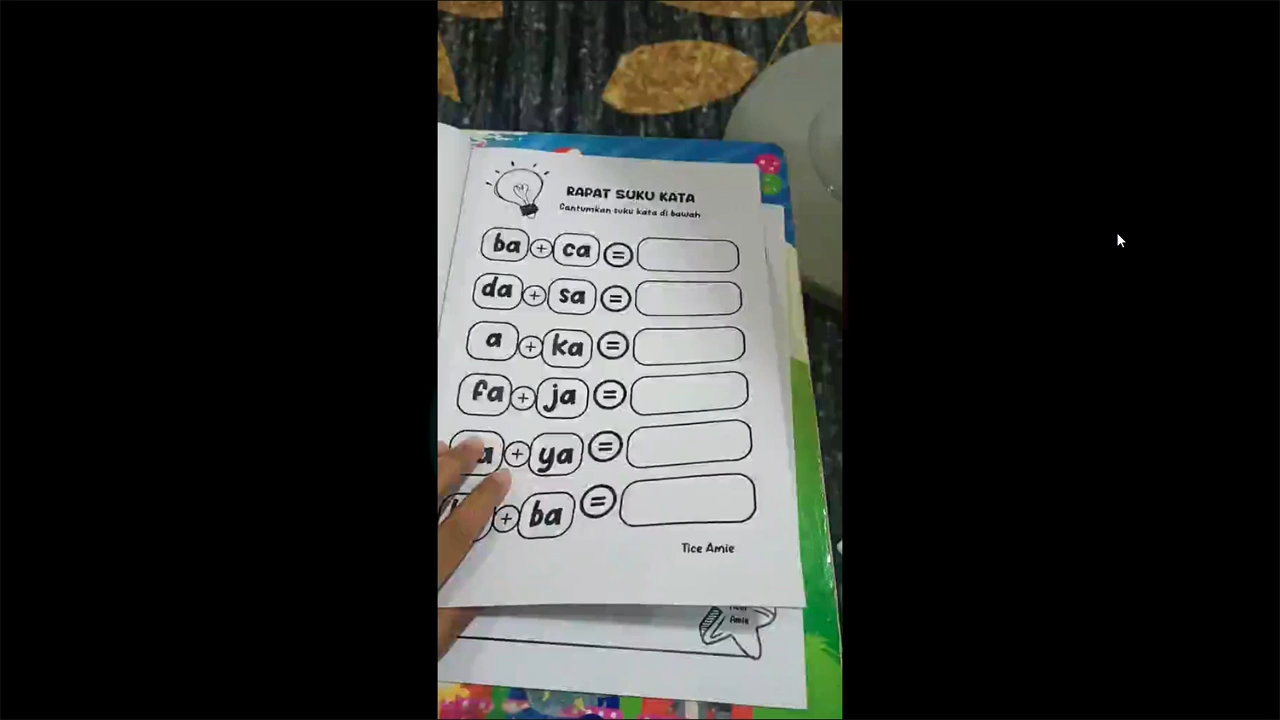 RAPAT SUKU KATA
Cantumkan suku kata di bawah
ba + ca =
da + sa =
a + ka =
fa + ja =
+ ya =
+ ba =
Tice Amie
Amie